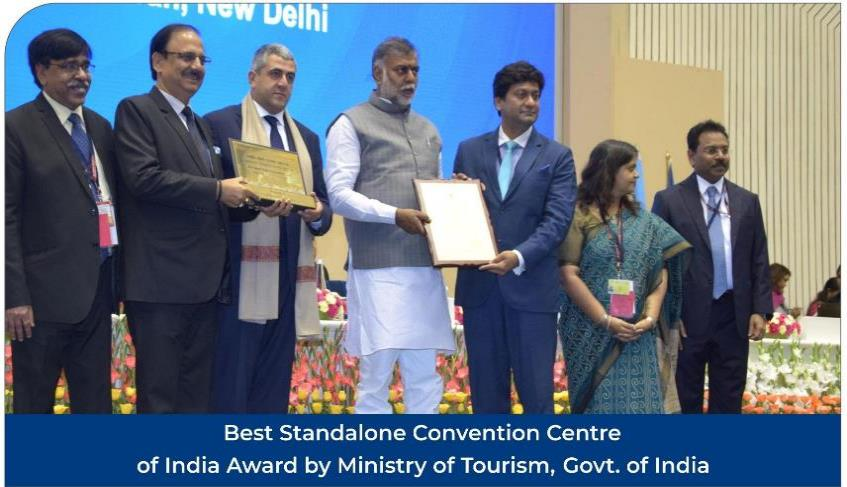 New Delhi
Best Standalone Convention Centre
of India Award by Ministry of Tourism, Govt. of India